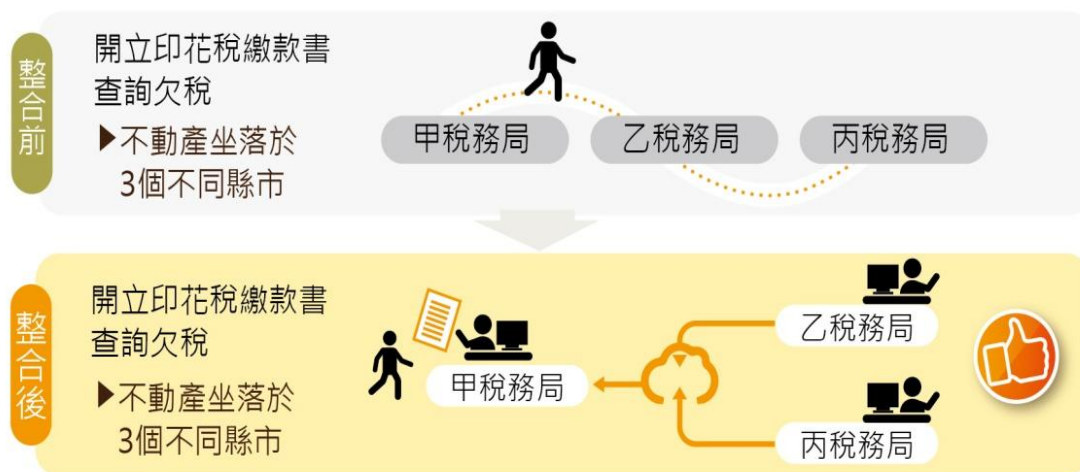 整合前
開立印花稅繳款書
查詢欠稅
▶不動產坐落於
3個不同縣市
甲稅務局
乙稅務局
丙稅務局
整合後
開立印花稅繳款書
查詢欠稅
▶不動產坐落於
3個不同縣市
甲稅務局
乙稅務局
丙稅務局